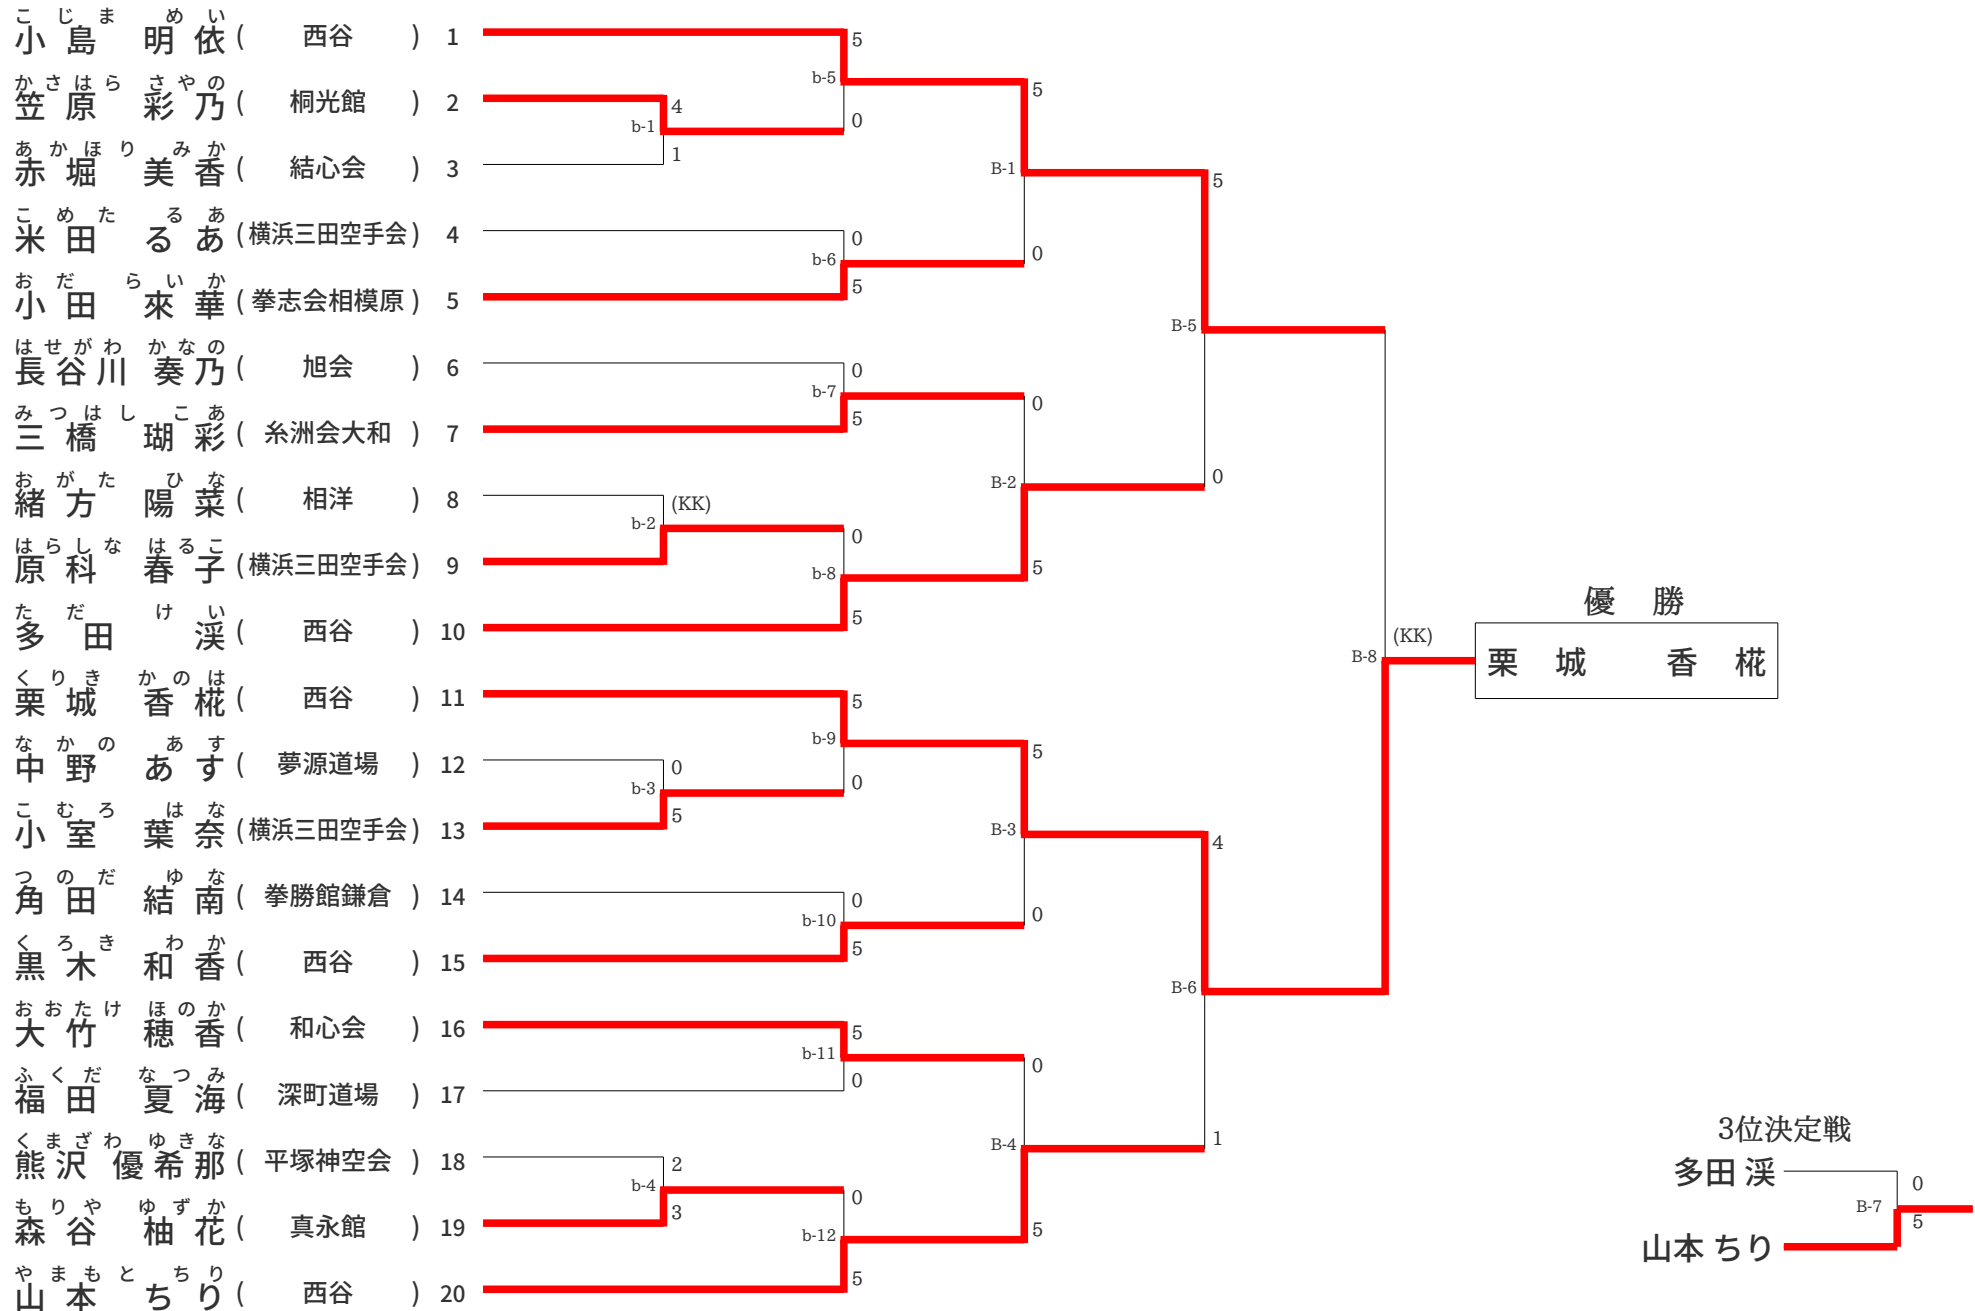 こじま めい
小島 明依 ( 西谷 ) 1
かさはら さやの
笠原 彩乃 ( 桐光館 ) 2
あかほり みか
赤堀 美香 ( 結心会 ) 3
こめた るあ
米田 るあ ( 横浜三田空手会 ) 4
おだ らいか
小田 來華 ( 拳志会相模原 ) 5
はせがわ かなの
長谷川 奏乃 ( 旭会 ) 6
みつはし こあ
三橋 瑚彩 ( 糸洲会大和 ) 7
おがた ひな
緒方 陽菜 ( 相洋 ) 8
はらしな はるこ
原科 春子 ( 横浜三田空手会 ) 9
ただ けい
多田 渓 ( 西谷 ) 10
くりき かのは
栗城 香椛 ( 西谷 ) 11
なかの あす
中野 あす ( 夢源道場 ) 12
こむろ はな
小室 葉奈 ( 横浜三田空手会 ) 13
つのだ ゆな
角田 結南 ( 拳勝館鎌倉 ) 14
くろき わか
黒木 和香 ( 西谷 ) 15
おおたけ ほのか
大竹 穂香 ( 和心会 ) 16
ふくだ なつみ
福田 夏海 ( 深町道場 ) 17
くまざわ ゆきな
熊沢 優希那 ( 平塚神空会 ) 18
もりや ゆずか
森谷 柚花 ( 真永館 ) 19
やまもと ちり
山本 ちり ( 西谷 ) 20
4
b-1
1
(KK)
b-2
0
b-3
5
2
b-4
3
5
b-5
0
0
b-6
5
0
b-7
5
0
b-8
5
5
b-9
0
0
b-10
5
5
b-11
0
0
b-12
5
5
B-1
0
0
B-2
5
5
B-3
0
0
B-4
5
5
B-5
0
4
B-6
1
(KK)
B-8
優 勝
栗城 香椛
3位決定戦
多田 渓
0
B-7
5
山本 ちり